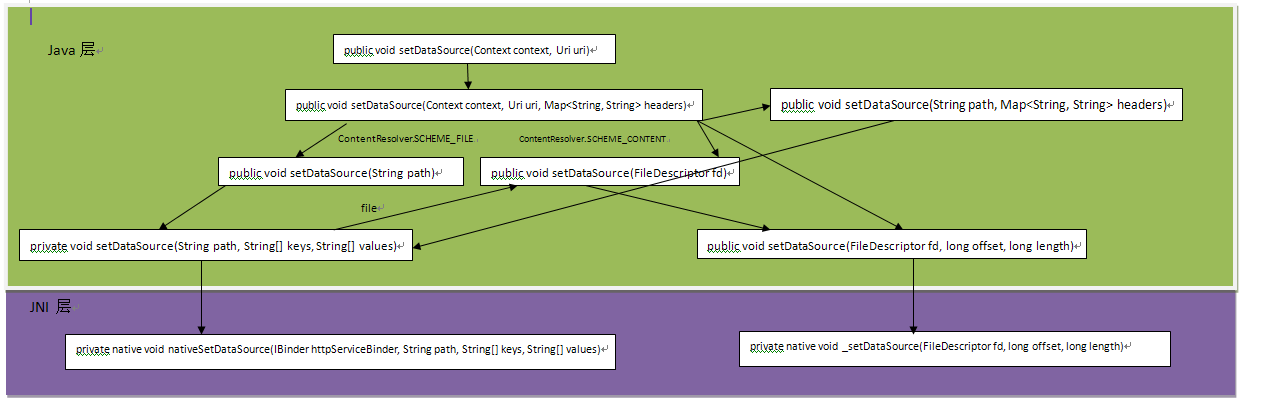 Java 层
public void setDataSource(Context context, Uri uri)
public void setDataSource(Context context, Uri uri, Map<String, String> headers)
public void setDataSource(String path, Map<String, String> headers)
ContentResolver.SCHEME_FILE
ContentResolver.SCHEME_CONTENT
public void setDataSource(String path)
public void setDataSource(FileDescriptor fd)
file
private void setDataSource(String path, String[] keys, String[] values)
public void setDataSource(FileDescriptor fd, long offset, long length)
JNI 层
private native void nativeSetDataSource(IBinder httpServiceBinder, String path, String[] keys, String[] values)
private native void _setDataSource(FileDescriptor fd, long offset, long length)